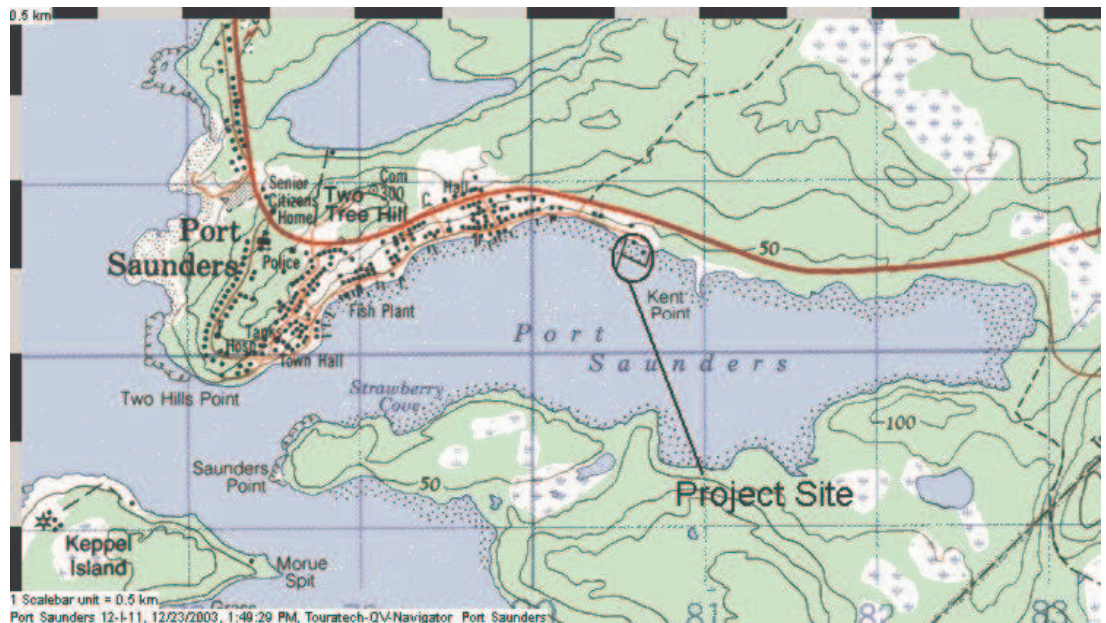 0.5 km
Senior
Citizens
Home
Com
300
Two
Tree Hill
C.
Hall
Port
Saunders
Police
50
Kent
Point
Fish Plant
Tank
Hosp
Town Hall
Port
Saunders
Two Hills Point
Strawberry
Cove
100
Saunders
Point
50
Project Site
Keppel
Island
Morue
Spit
1 Scalebar unit = 0.5 km
81
82
83
Port Saunders 12-I-11, 12/23/2003, 1:49:29 PM, Touratech-QV-Navigator Port Saunders